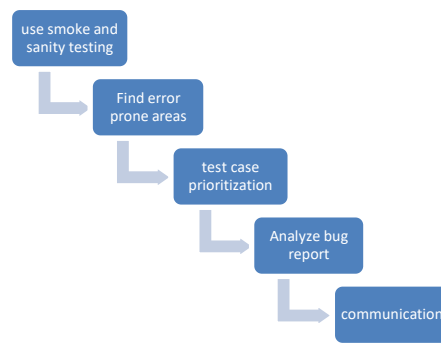 use smoke and
sanity testing
Find error
prone areas
test case
prioritization
Analyze bug
report
communication